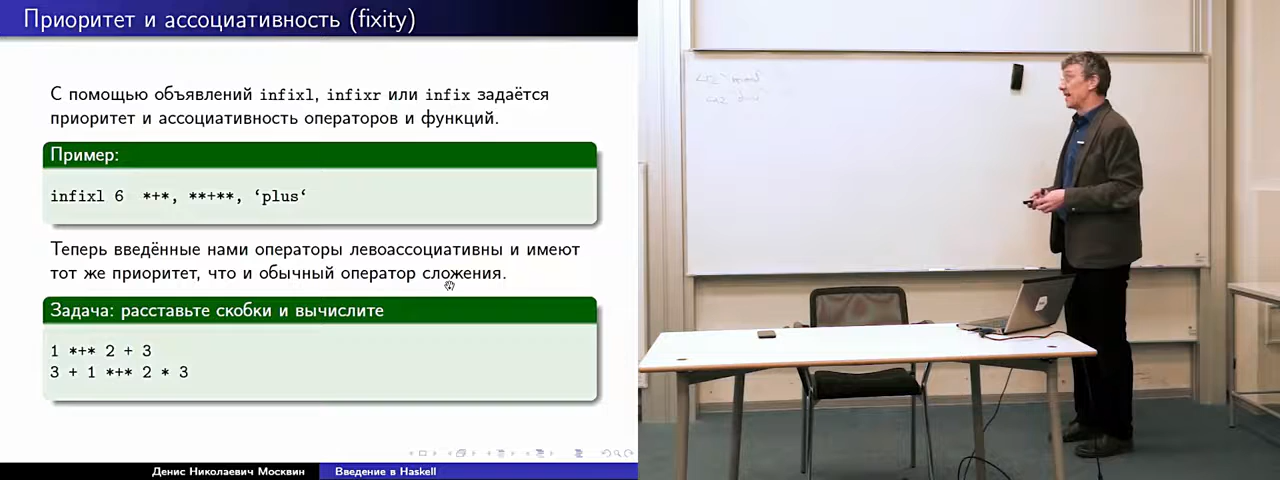 Приоритет и ассоциативность (fixity)
С помощью объявлений infixl, infixr или infix задаётся
приоритет и ассоциативность операторов и функций.
Пример:
infixl 6  *+*, **+**, ‘plus‘
Теперь введённые нами операторы левоассоциативны и имеют
тот же приоритет, что и обычный оператор сложения.
Задача: расставьте скобки и вычислите
1 *+* 2 + 3
3 + 1 *+* 2 * 3
Денис Николаевич Москвин
Введение в Haskell